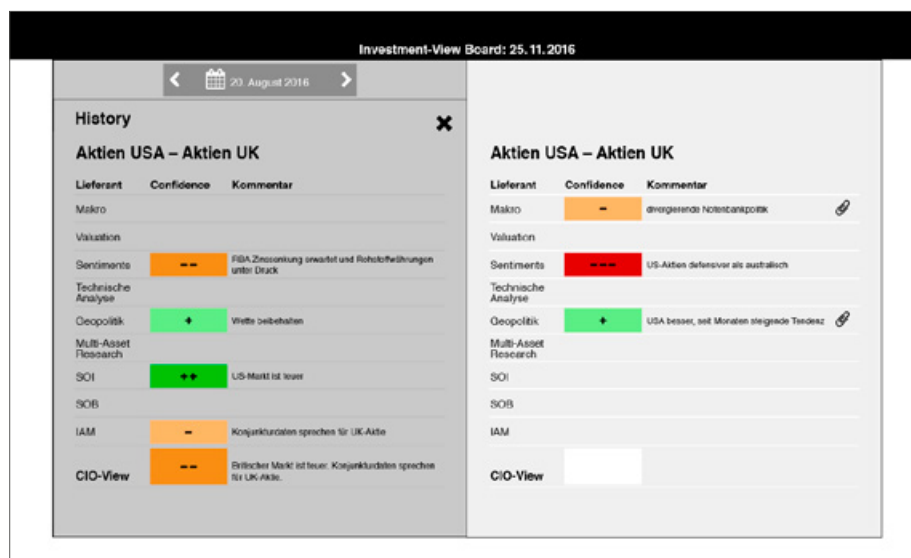 Investment-View Board: 25.11.2016
20. August 2016
History
Aktien USA – Aktien UK
Lieferant Confidence Kommentar
Makro
Valuation
Sentiments -- RBA Zinssenkung erwartet und Rohstoffwährungen
unter Druck
Technische
Analyse
Geopolitik + Wette beibehalten
Multi-Asset
Research
SOI ++ US-Markt ist teuer
SOB
IAM - Konjunkturdaten sprechen für UK-Aktie
CIO-View -- Britischer Markt ist teuer. Konjunkturdaten sprechen
für UK-Aktie.
Aktien USA – Aktien UK
Lieferant Confidence Kommentar
Makro - divergierende Notenbankpolitik
Valuation
Sentiments --- US-Aktien defensiver als australisch
Technische
Analyse
Geopolitik + USA besser, seit Monaten steigende Tendenz
Multi-Asset
Research
SOI
SOB
IAM
CIO-View